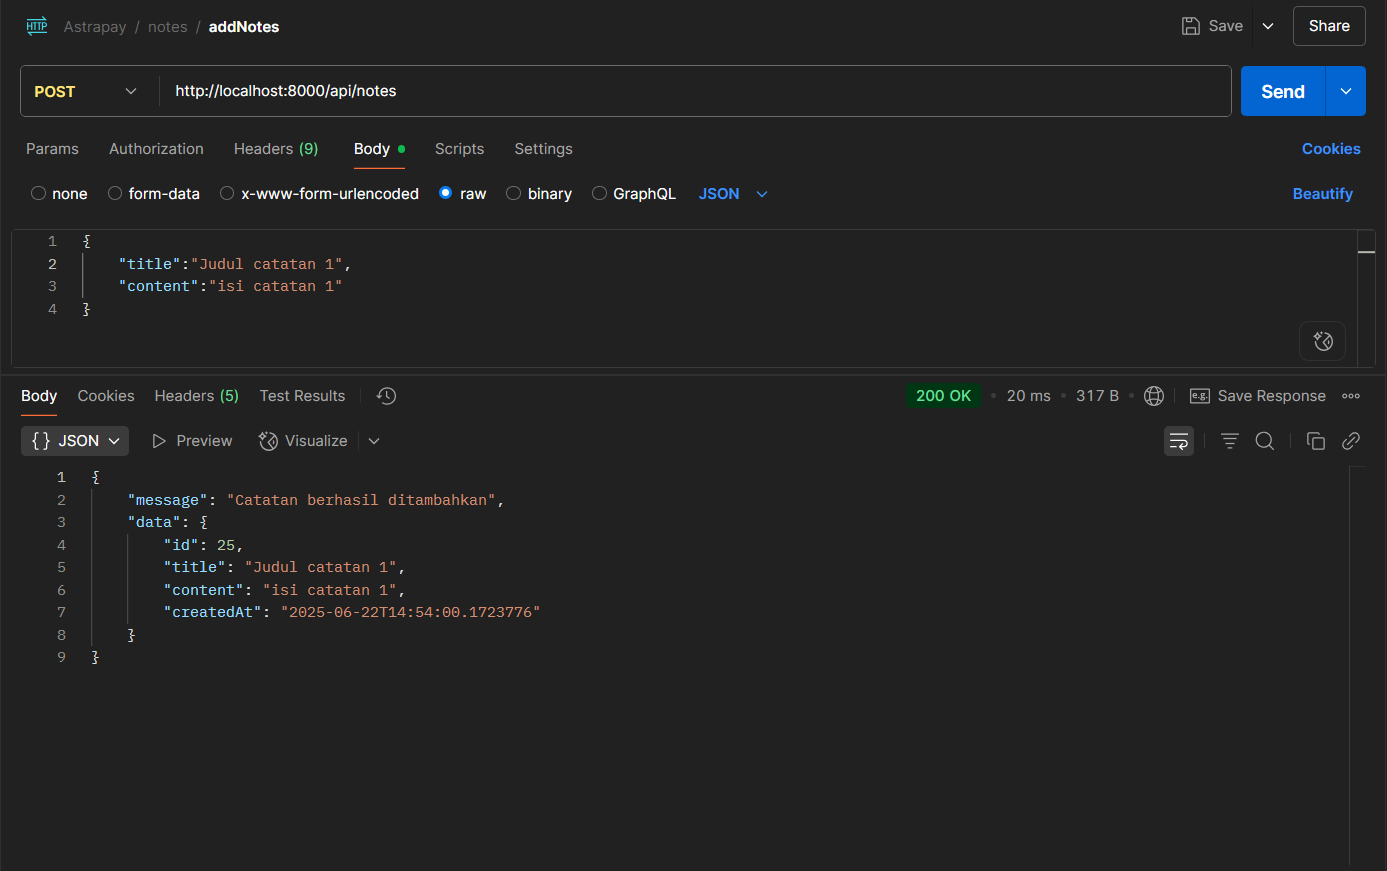 HTTP Astrapay / notes / addNotes Save Share
POST http://localhost:8000/api/notes Send
Params Authorization Headers (9) Body Scripts Settings Cookies
none form-data x-www-form-urlencoded raw binary GraphQL JSON Beautify
1 {
2 "title":"Judul catatan 1",
3 "content":"isi catatan 1"
4 }
Body Cookies Headers (5) Test Results 200 OK • 20 ms • 317 B • e.g. Save Response
{} JSON Preview Visualize
1 {
2 "message": "Catatan berhasil ditambahkan",
3 "data": {
4 "id": 25,
5 "title": "Judul catatan 1",
6 "content": "isi catatan 1",
7 "createdAt": "2025-06-22T14:54:00.1723776"
8 }
9 }